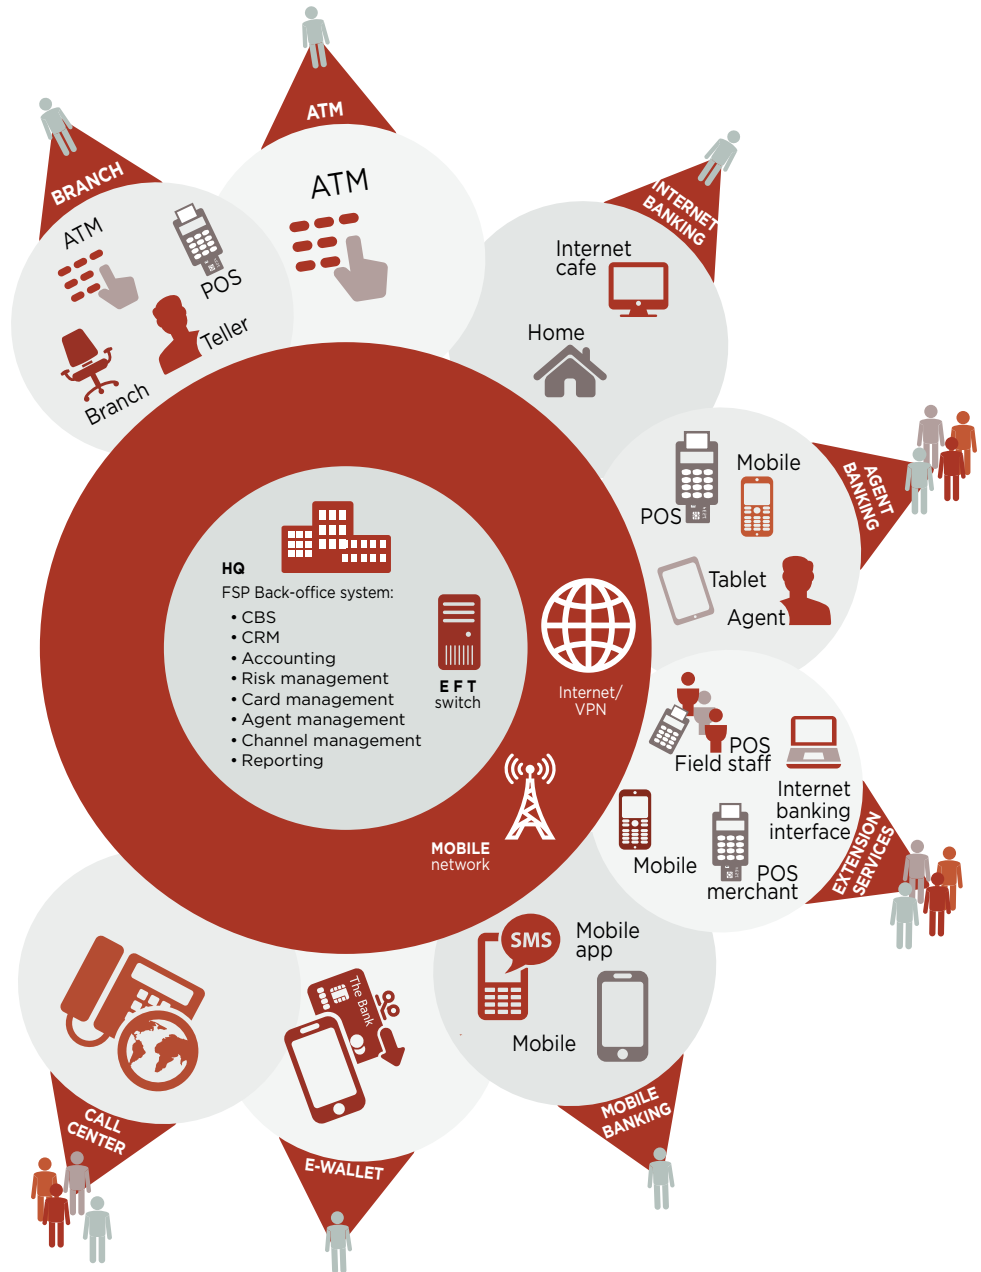 ATM
BRANCH
INTERNET
BANKING
ATM
ATM
POS
Teller
Branch
Internet
cafe
Home
AGENT
BANKING
POS
Mobile
Tablet
Agent
HQ
FSP Back-office system:
• CBS
• CRM
• Accounting
• Risk management
• Card management
• Agent management
• Channel management
• Reporting
EFT
switch
Internet/
VPN
MOBILE
network
POS
Field staff
Internet
banking
interface
Mobile
POS
merchant
EXTENSION
SERVICES
SMS
Mobile
app
Mobile
The Bank
CALL
CENTER
E-WALLET
MOBILE
BANKING